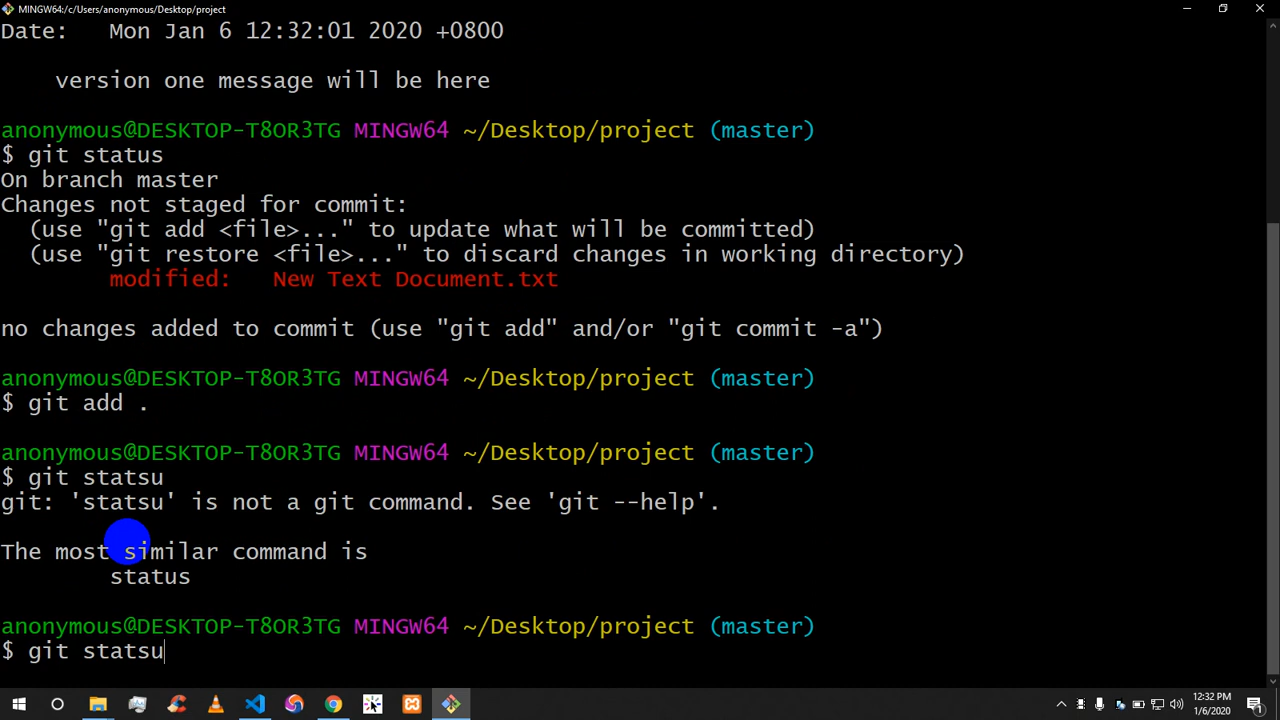 MINGW64:/c/Users/anonymous/Desktop/project
Date:   Mon Jan 6 12:32:01 2020 +0800
version one message will be here
anonymous@DESKTOP-T8OR3TG MINGW64 ~/Desktop/project (master)
$ git status
On branch master
Changes not staged for commit:
(use "git add <file>..." to update what will be committed)
(use "git restore <file>..." to discard changes in working directory)
modified:   New Text Document.txt
no changes added to commit (use "git add" and/or "git commit -a")
anonymous@DESKTOP-T8OR3TG MINGW64 ~/Desktop/project (master)
$ git add .
anonymous@DESKTOP-T8OR3TG MINGW64 ~/Desktop/project (master)
$ git statsu
git: 'statsu' is not a git command. See 'git --help'.
The most similar command is
status
anonymous@DESKTOP-T8OR3TG MINGW64 ~/Desktop/project (master)
$ git statsu
12:32 PM
1/6/2020
1